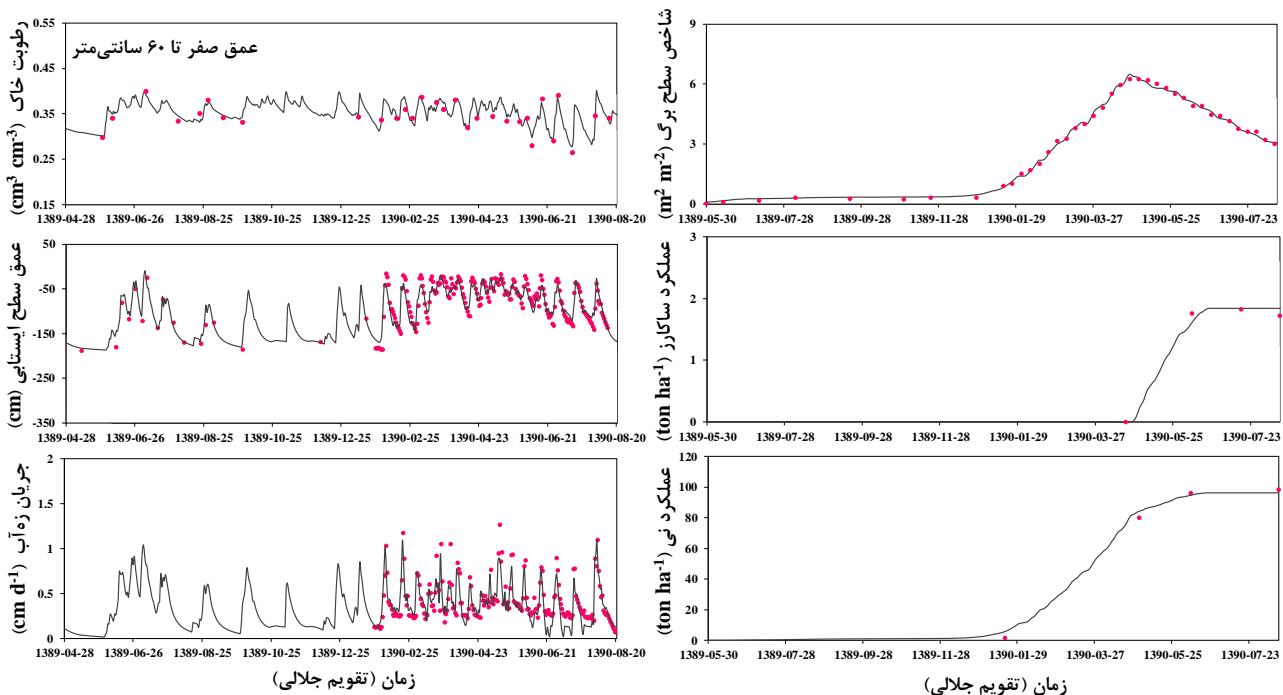 رطوبت خاک (cm³ cm⁻³)
0.55
0.45
0.35
0.25
0.15
عمق صفر تا ۶۰ سانتی‌متر
1389-04-28 1389-06-26 1389-08-25 1389-10-25 1389-12-25 1390-02-25 1390-04-23 1390-06-21 1390-08-20
عمق سطح ایستابی (cm)
50
-50
-150
-250
-350
1389-04-28 1389-06-26 1389-08-25 1389-10-25 1389-12-25 1390-02-25 1390-04-23 1390-06-21 1390-08-20
جریان زه‌آب (cm d⁻¹)
2
1.5
1
0.5
0
1389-04-28 1389-06-26 1389-08-25 1389-10-25 1389-12-25 1390-02-25 1390-04-23 1390-06-21 1390-08-20
زمان (تقویم جلالی)
شاخص سطح برگ (m² m⁻²)
9
6
3
0
1389-05-30 1389-07-28 1389-09-28 1389-11-28 1390-01-29 1390-03-27 1390-05-25 1390-07-23
عملکرد ساکارز (ton ha⁻¹)
3
2
1
0
1389-05-30 1389-07-28 1389-09-28 1389-11-28 1390-01-29 1390-03-27 1390-05-25 1390-07-23
عملکرد نی (ton ha⁻¹)
120
100
80
60
40
20
0
1389-05-30 1389-07-28 1389-09-28 1389-11-28 1390-01-29 1390-03-27 1390-05-25 1390-07-23
زمان (تقویم جلالی)